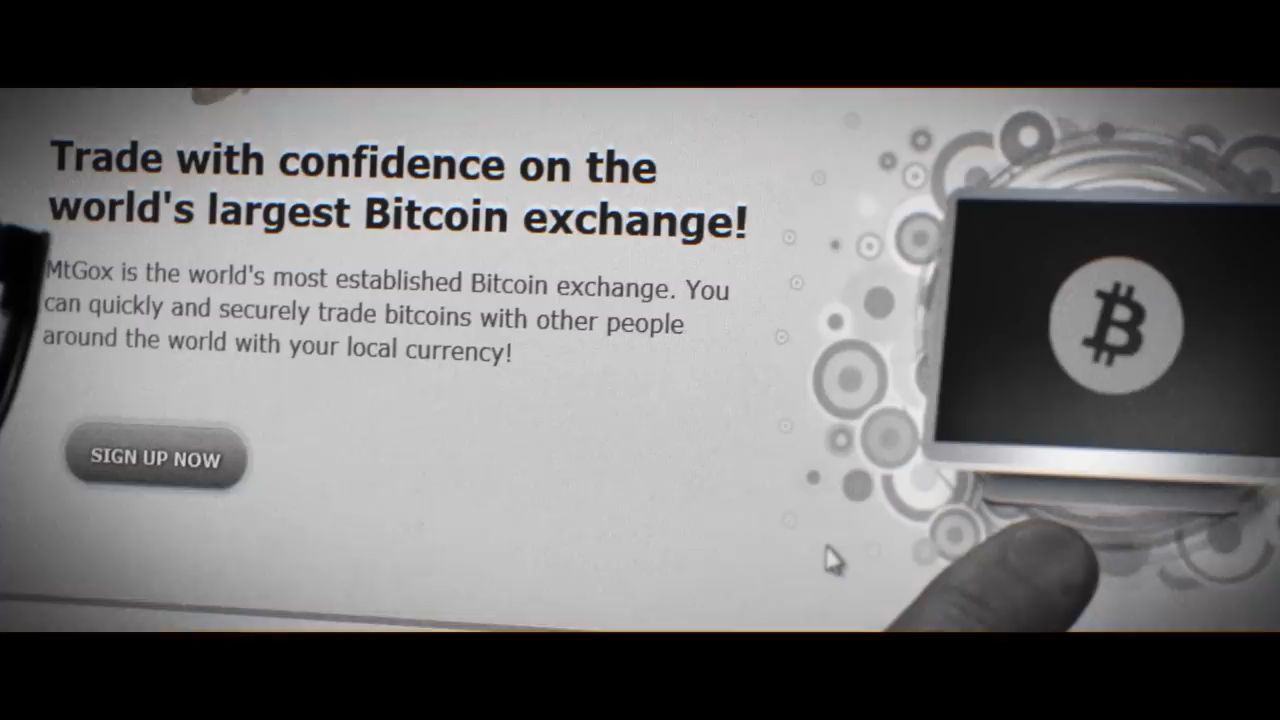 Trade with confidence on the
world's largest Bitcoin exchange!
MtGox is the world's most established Bitcoin exchange. You
can quickly and securely trade bitcoins with other people
around the world with your local currency!
SIGN UP NOW